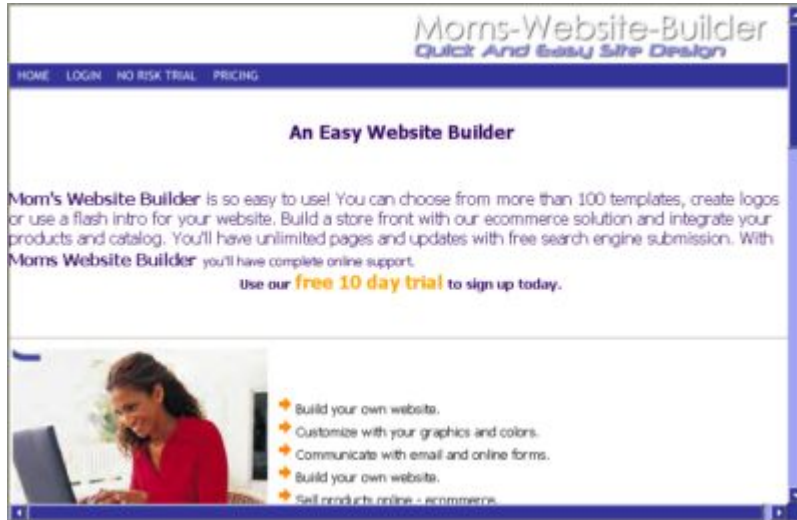 Moms-Website-Builder
Quick And Easy Site Design
HOME LOGIN NO RISK TRIAL PRICING
An Easy Website Builder
Mom's Website Builder is so easy to use! You can choose from more than 100 templates, create logos
or use a flash intro for your website. Build a store front with our ecommerce solution and integrate your
products and catalog. You'll have unlimited pages and updates with free search engine submission. With
Moms Website Builder you'll have complete online support.
Use our free 10 day trial to sign up today.
Build your own website.
Customize with your graphics and colors.
Communicate with email and online forms.
Build your own website.
Sell products online - ecommerce.